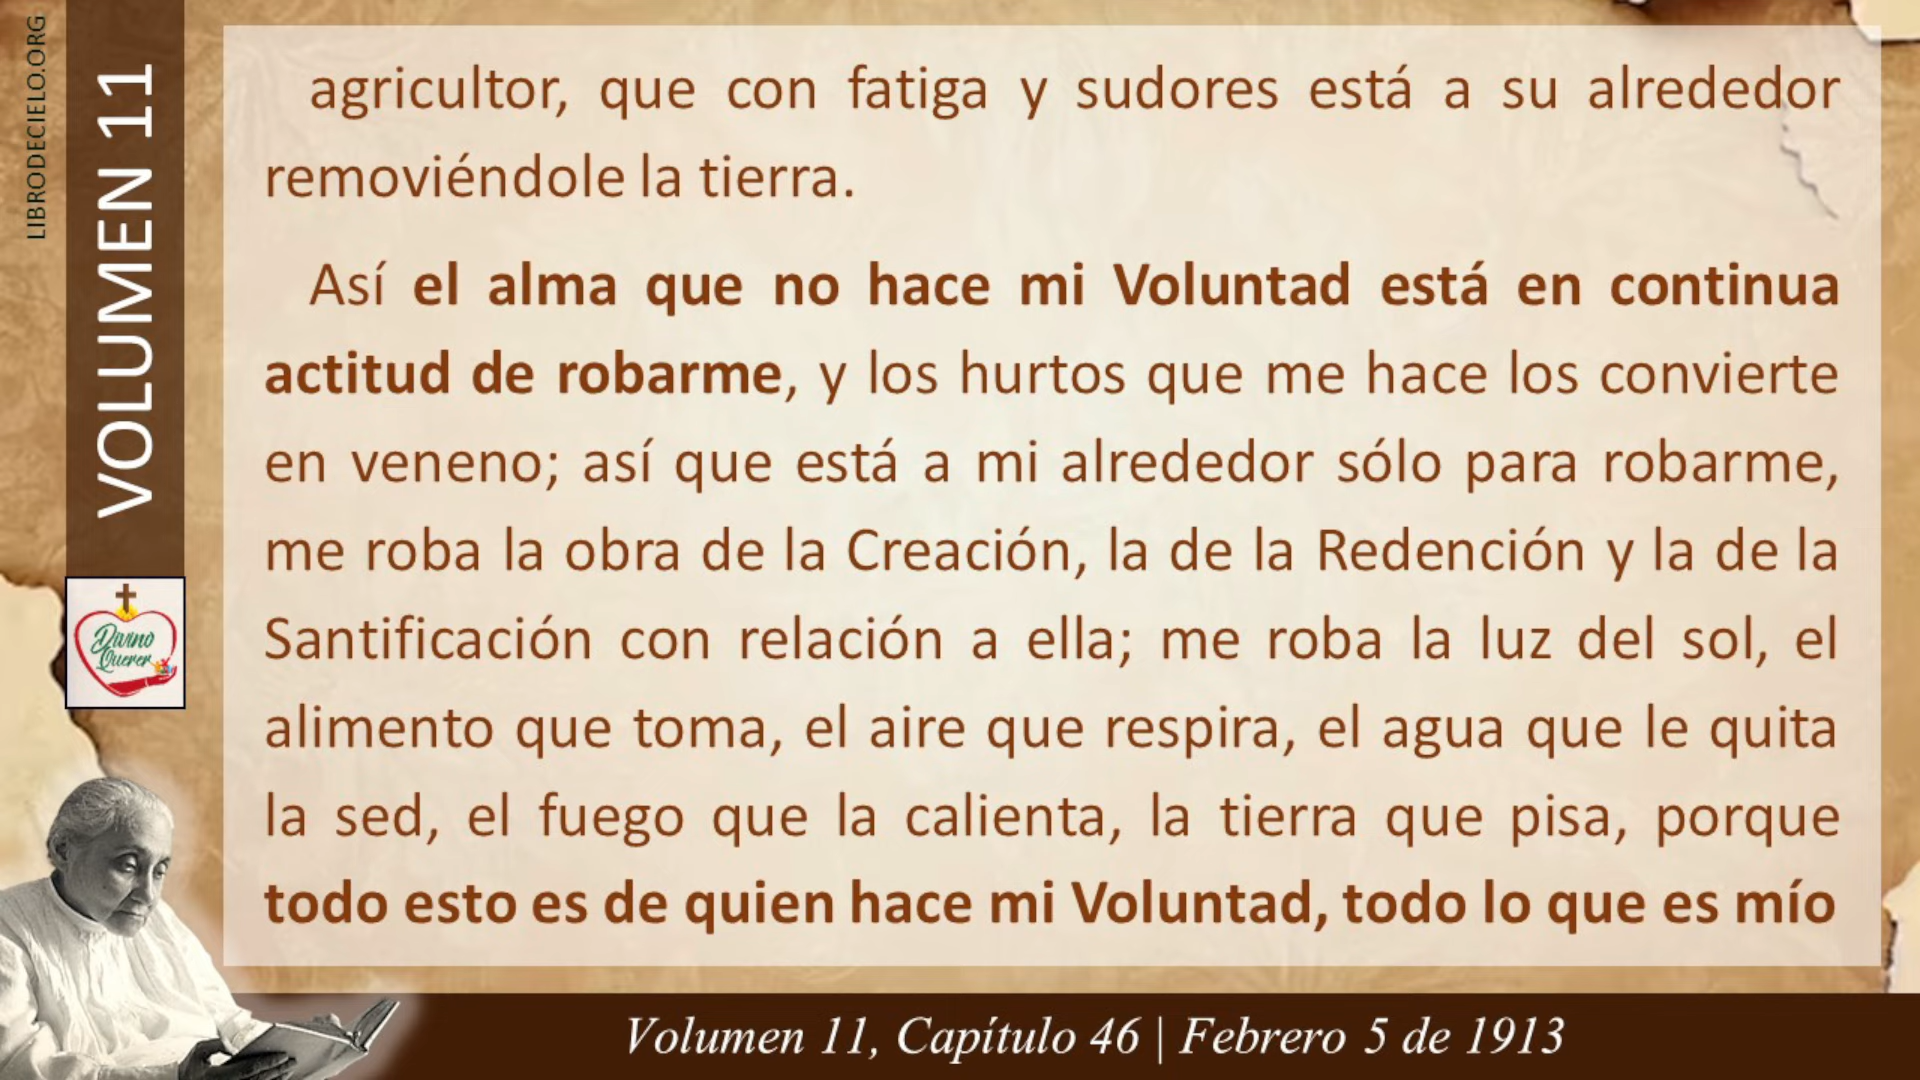 LIBRODECIELO.ORG
VOLUMEN 11
Divino
Querer
agricultor, que con fatiga y sudores está a su alrededor
removiéndole la tierra.
Así el alma que no hace mi Voluntad está en continua
actitud de robarme, y los hurtos que me hace los convierte
en veneno; así que está a mi alrededor sólo para robarme,
me roba la obra de la Creación, la de la Redención y la de la
Santificación con relación a ella; me roba la luz del sol, el
alimento que toma, el aire que respira, el agua que le quita
la sed, el fuego que la calienta, la tierra que pisa, porque
todo esto es de quien hace mi Voluntad, todo lo que es mío
Volumen 11, Capítulo 46 | Febrero 5 de 1913